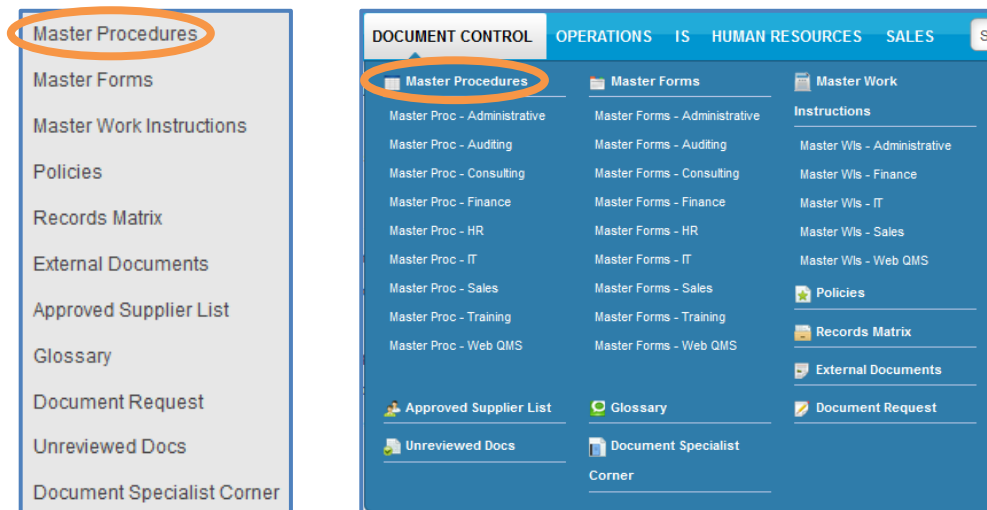 Master Procedures
Master Forms
Master Work Instructions
Policies
Records Matrix
External Documents
Approved Supplier List
Glossary
Document Request
Unreviewed Docs
Document Specialist Corner
DOCUMENT CONTROL OPERATIONS IS HUMAN RESOURCES SALES S
Master Procedures
Master Proc - Administrative
Master Proc - Auditing
Master Proc - Consulting
Master Proc - Finance
Master Proc - HR
Master Proc - IT
Master Proc - Sales
Master Proc - Training
Master Proc - Web QMS
Approved Supplier List
Unreviewed Docs
Master Forms
Master Forms - Administrative
Master Forms - Auditing
Master Forms - Consulting
Master Forms - Finance
Master Forms - HR
Master Forms - IT
Master Forms - Sales
Master Forms - Training
Master Forms - Web QMS
Glossary
Document Specialist
Corner
Master Work
Instructions
Master WIs - Administrative
Master WIs - Finance
Master WIs - IT
Master WIs - Sales
Master WIs - Web QMS
Policies
Records Matrix
External Documents
Document Request